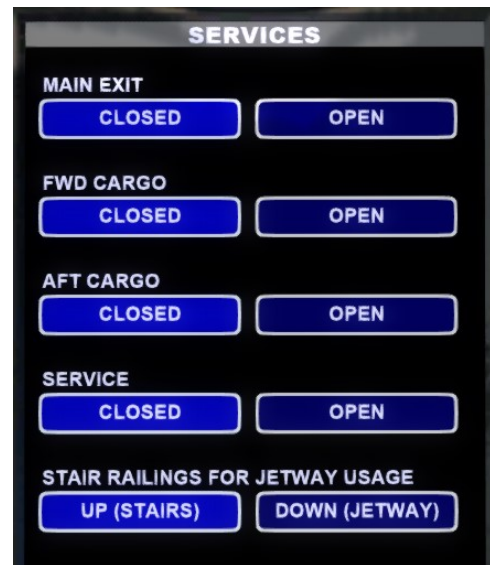 SERVICES
MAIN EXIT
CLOSED OPEN
FWD CARGO
CLOSED OPEN
AFT CARGO
CLOSED OPEN
SERVICE
CLOSED OPEN
STAIR RAILINGS FOR JETWAY USAGE
UP (STAIRS) DOWN (JETWAY)